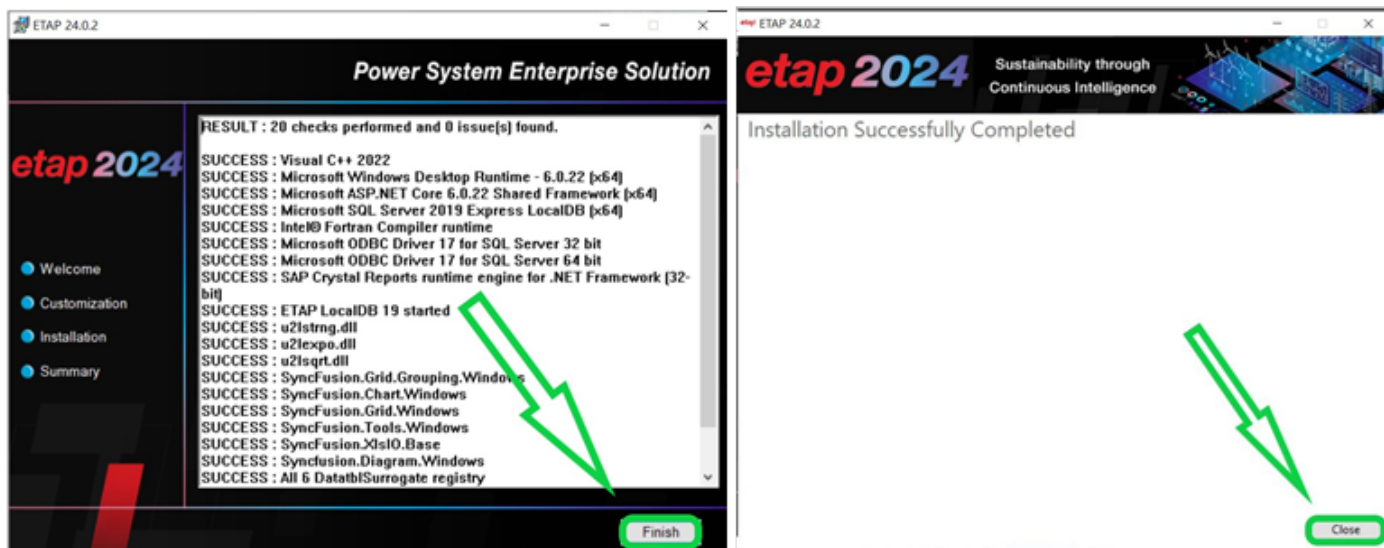 ETAP 24.0.2
Power System Enterprise Solution
etap 2024
Welcome
Customization
Installation
Summary
RESULT : 20 checks performed and 0 issue(s) found.
SUCCESS : Visual C++ 2022
SUCCESS : Microsoft Windows Desktop Runtime - 6.0.22 (x64)
SUCCESS : Microsoft ASP.NET Core 6.0.22 Shared Framework (x64)
SUCCESS : Microsoft SQL Server 2019 Express LocalDB (x64)
SUCCESS : Intel® Fortran Compiler runtime
SUCCESS : Microsoft ODBC Driver 17 for SQL Server 32 bit
SUCCESS : Microsoft ODBC Driver 17 for SQL Server 64 bit
SUCCESS : SAP Crystal Reports runtime engine for .NET Framework (32-
bit)
SUCCESS : ETAP LocalDB 19 started
SUCCESS : u2lstrng.dll
SUCCESS : u2lexpo.dll
SUCCESS : u2lsqrt.dll
SUCCESS : SyncFusion.Grid.Grouping.Windows
SUCCESS : SyncFusion.Chart.Windows
SUCCESS : SyncFusion.Grid.Windows
SUCCESS : SyncFusion.Tools.Windows
SUCCESS : SyncFusion.XlsIO.Base
SUCCESS : Syncfusion.Diagram.Windows
SUCCESS : All 6 DatatblSurrogate registry
Finish
etap ETAP 24.0.2
etap 2024
Sustainability through
Continuous Intelligence
Installation Successfully Completed
Close